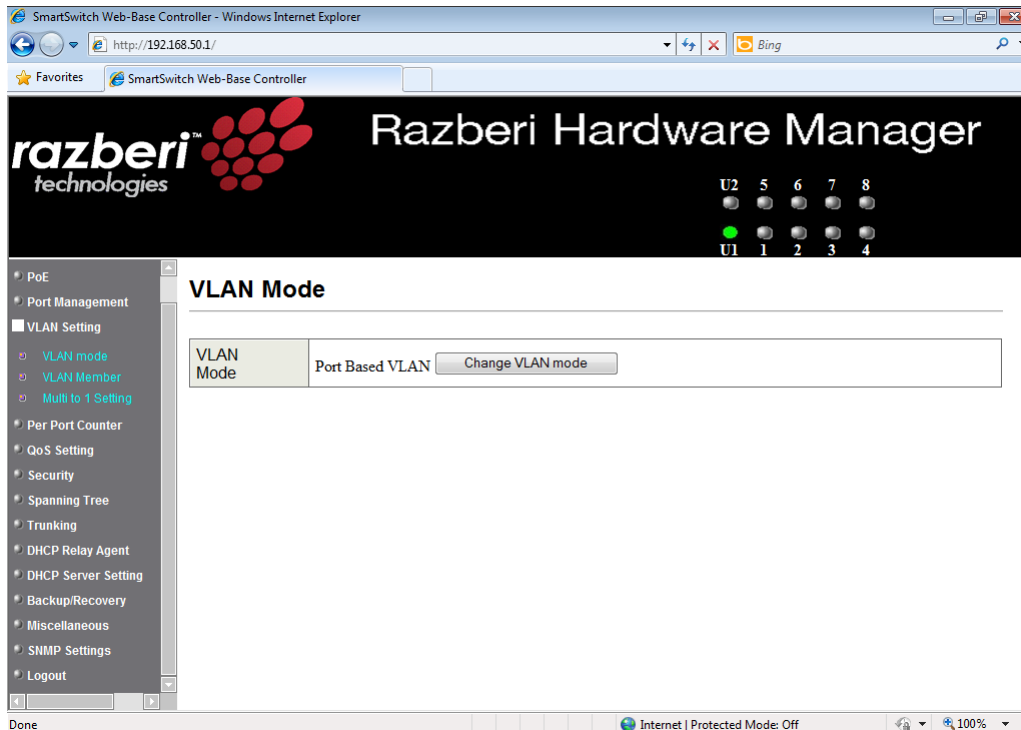 SmartSwitch Web-Base Controller - Windows Internet Explorer
http://192.168.50.1/
Bing
Favorites
SmartSwitch Web-Base Controller
razberi™
technologies
Razberi Hardware Manager
U2 5 6 7 8
U1 1 2 3 4
PoE
Port Management
VLAN Setting
VLAN mode
VLAN Member
Multi to 1 Setting
Per Port Counter
QoS Setting
Security
Spanning Tree
Trunking
DHCP Relay Agent
DHCP Server Setting
Backup/Recovery
Miscellaneous
SNMP Settings
Logout
VLAN Mode
VLAN
Mode
Port Based VLAN Change VLAN mode
Done
Internet | Protected Mode: Off
100%